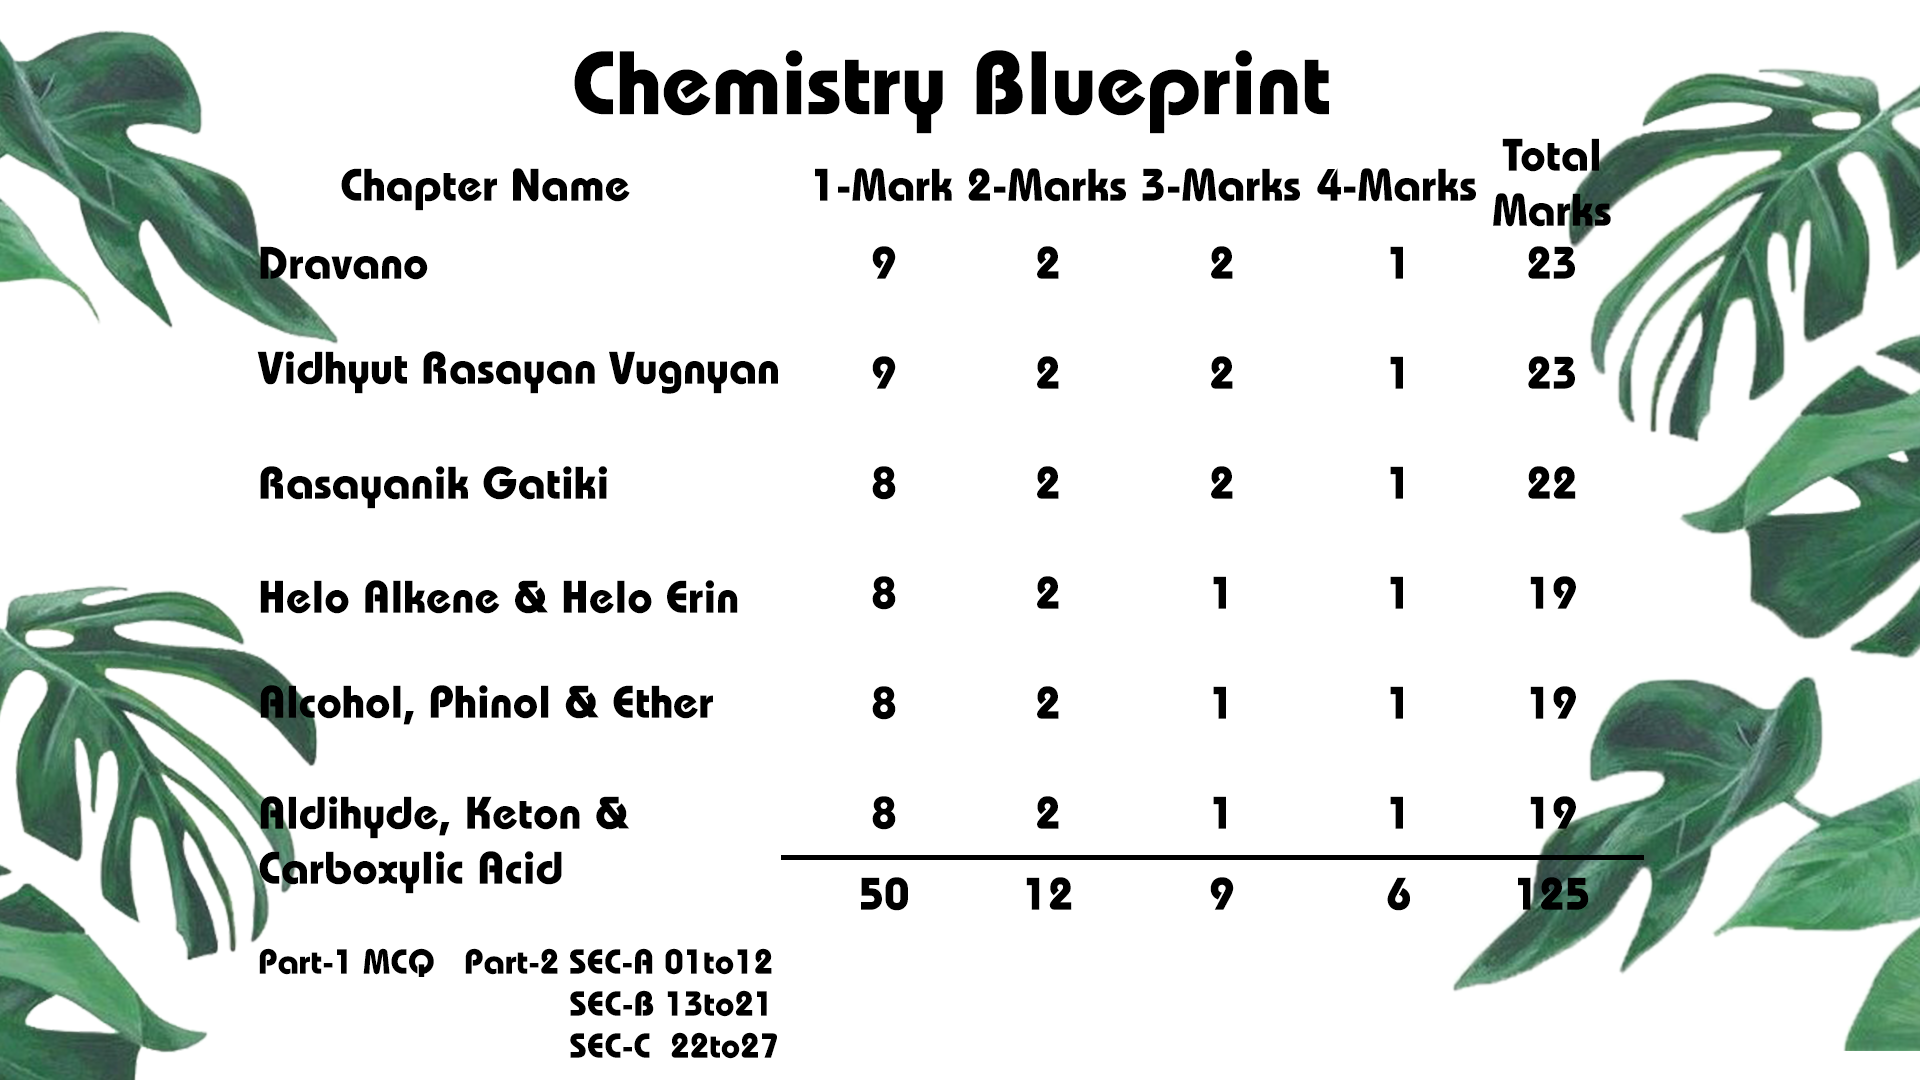 Chemistry Blueprint
Chapter Name 1-Mark 2-Marks 3-Marks 4-Marks Total Marks
Dravano 9 2 2 1 23
Vidhyut Rasayan Vugnyan 9 2 2 1 23
Rasayanik Gatiki 8 2 2 1 22
Helo Alkene & Helo Erin 8 2 1 1 19
Alcohol, Phinol & Ether 8 2 1 1 19
Aldihyde, Keton & 8 2 1 1 19
Carboxylic Acid
50 12 9 6 125
Part-1 MCQ Part-2 SEC-A 01to12
SEC-B 13to21
SEC-C 22to27